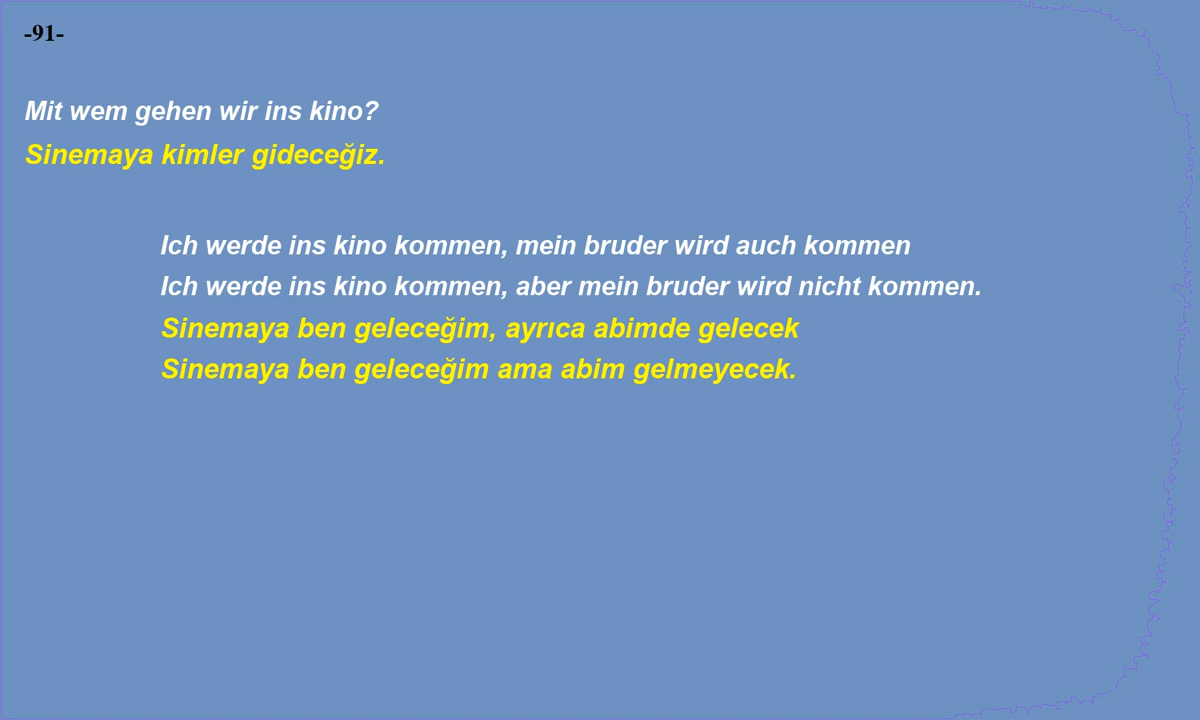 -91-
Mit wem gehen wir ins kino?
Sinemaya kimler gideceğiz.
Ich werde ins kino kommen, mein bruder wird auch kommen
Ich werde ins kino kommen, aber mein bruder wird nicht kommen.
Sinemaya ben geleceğim, ayrıca abimde gelecek
Sinemaya ben geleceğim ama abim gelmeyecek.